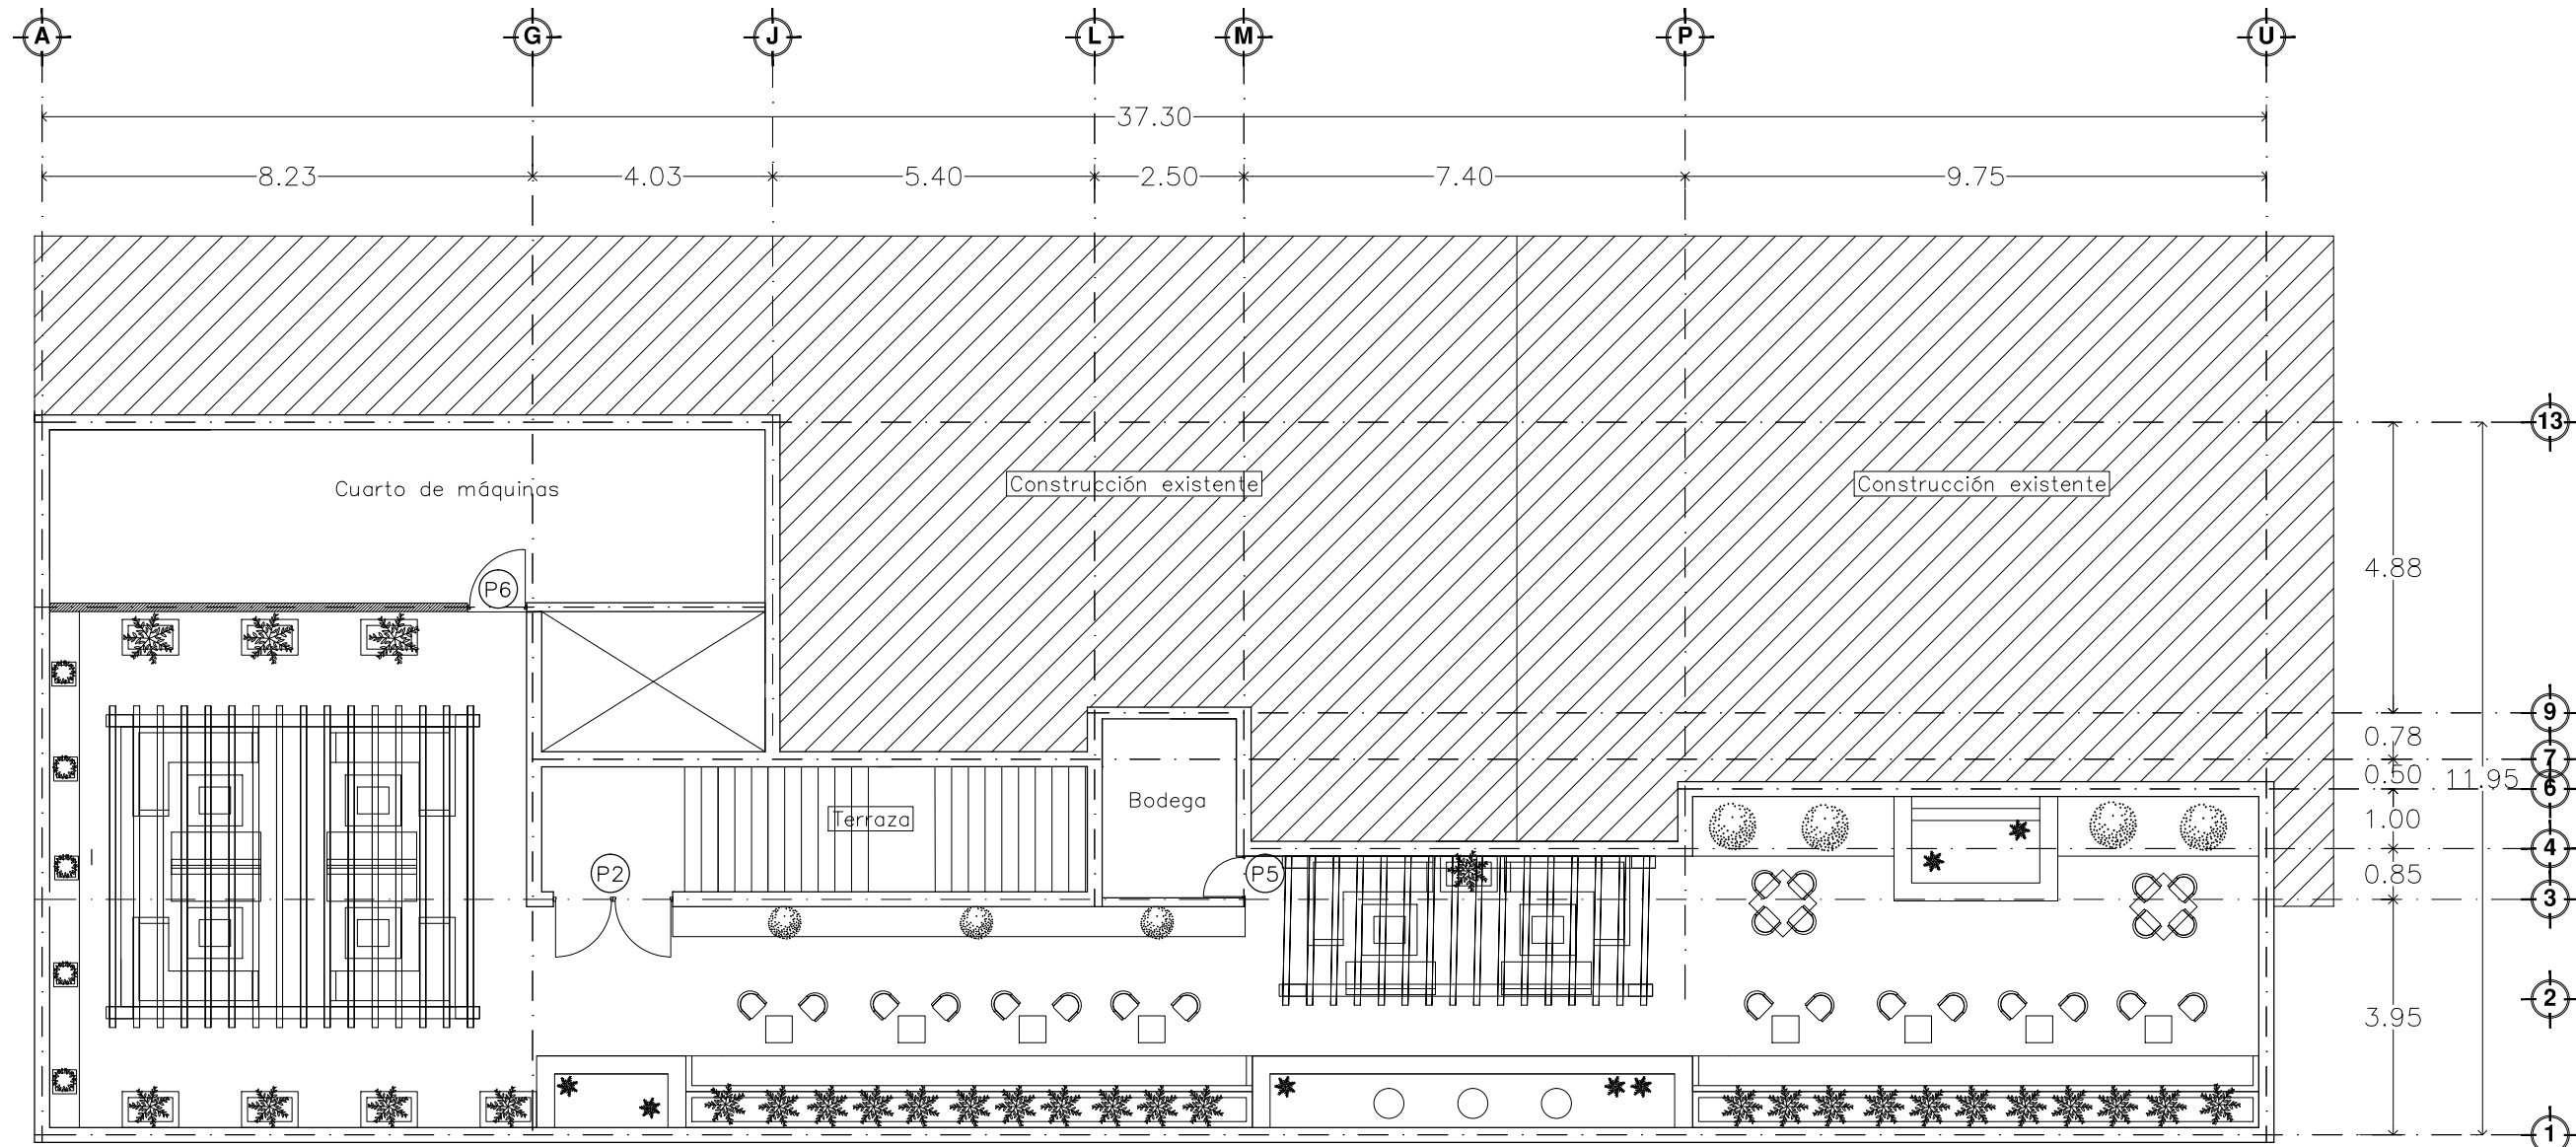 A G J L M P U
37.30
8.23 4.03 5.40 2.50 7.40 9.75
13
Cuarto de máquinas
Construcción existente
Construcción existente
4.88
P6
9
0.78
7
0.50
11.95
6
Bodega
Terraza
1.00
4
P2
P5
0.85
3
2
3.95
1